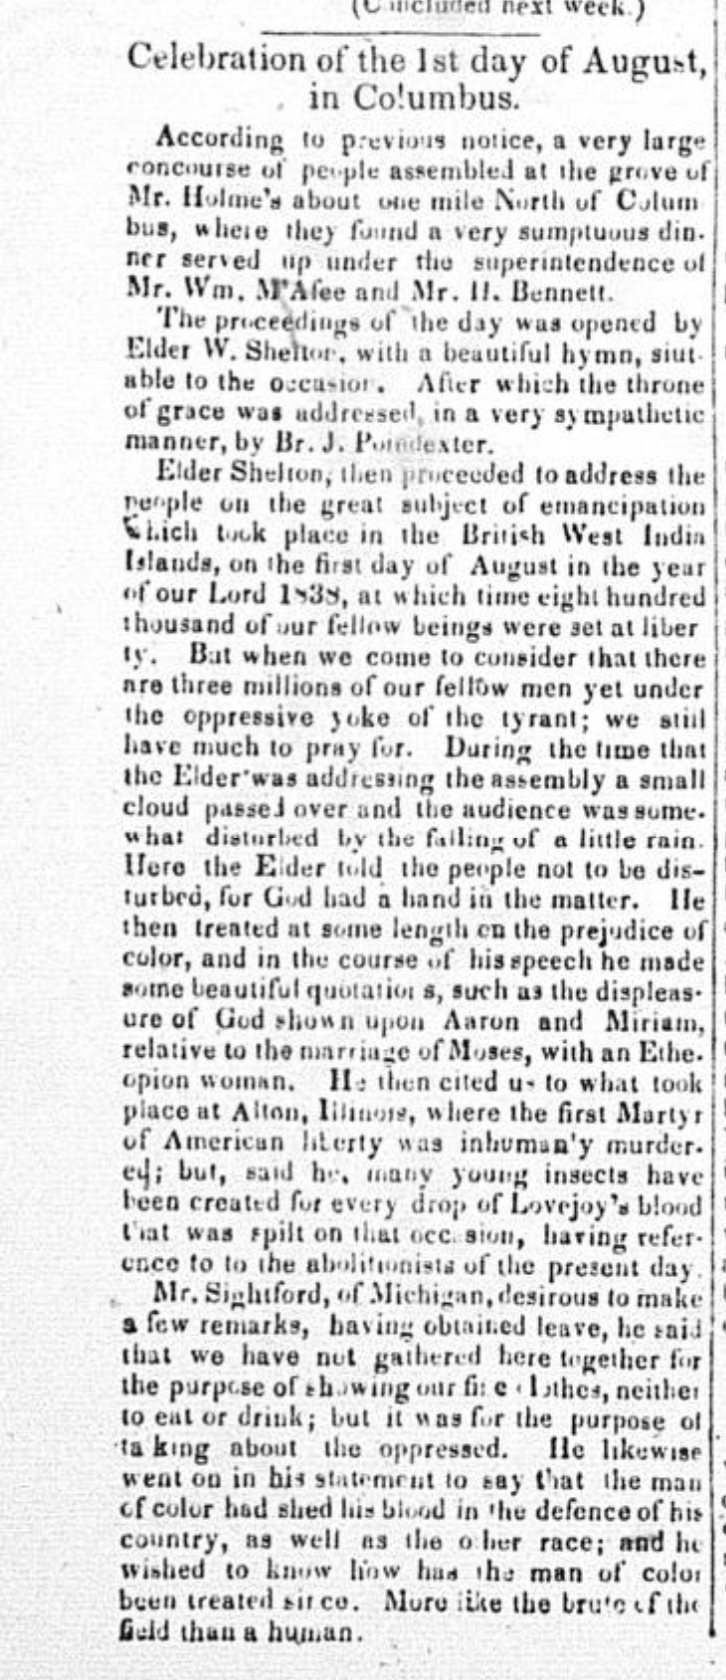 (Concluded next week.)
Celebration of the 1st day of August,
in Columbus.
According to previous notice, a very large
concourse of people assembled at the grove of
Mr. Holme's about one mile North of Colum
bus, where they found a very sumptuous din-
ner served up under the superintendence of
Mr. Wm. M'Afee and Mr. H. Bennett.
The proceedings of the day was opened by
Elder W. Shelton, with a beautiful hymn, siut-
able to the occasion. After which the throne
of grace was addressed, in a very sympathetic
manner, by Br. J. Poindexter.
Elder Shelton, then proceeded to address the
people on the great subject of emancipation
which took place in the British West India
Islands, on the first day of August in the year
of our Lord 1838, at which time eight hundred
thousand of our fellow beings were set at liber
ty. But when we come to consider that there
are three millions of our fellow men yet under
the oppressive yoke of the tyrant; we still
have much to pray for. During the time that
the Elder was addressing the assembly a small
cloud passed over and the audience was some-
what disturbed by the falling of a little rain.
Here the Elder told the people not to be dis-
turbed, for God had a hand in the matter. He
then treated at some length on the prejudice of
color, and in the course of his speech he made
some beautiful quotations, such as the displeas-
ure of God shown upon Aaron and Miriam,
relative to the marriage of Moses, with an Ethe-
opion woman. He then cited us to what took
place at Alton, Illinois, where the first Martyr
of American liberty was inhuman'y murder-
ed; but, said he, many young insects have
been created for every drop of Lovejoy's blood
that was spilt on that occasion, having refer-
ence to to the abolitionists of the present day.
Mr. Sightford, of Michigan, desirous to make
a few remarks, having obtained leave, he said
that we have not gathered here together for
the purpose of showing our fine clothes, neither
to eat or drink; but it was for the purpose of
ta king about the oppressed. He likewise
went on in his statement to say that the man
of color had shed his blood in the defence of his
country, as well as the other race; and he
wished to know how has the man of color
been treated since. More like the brute of the
field than a human.